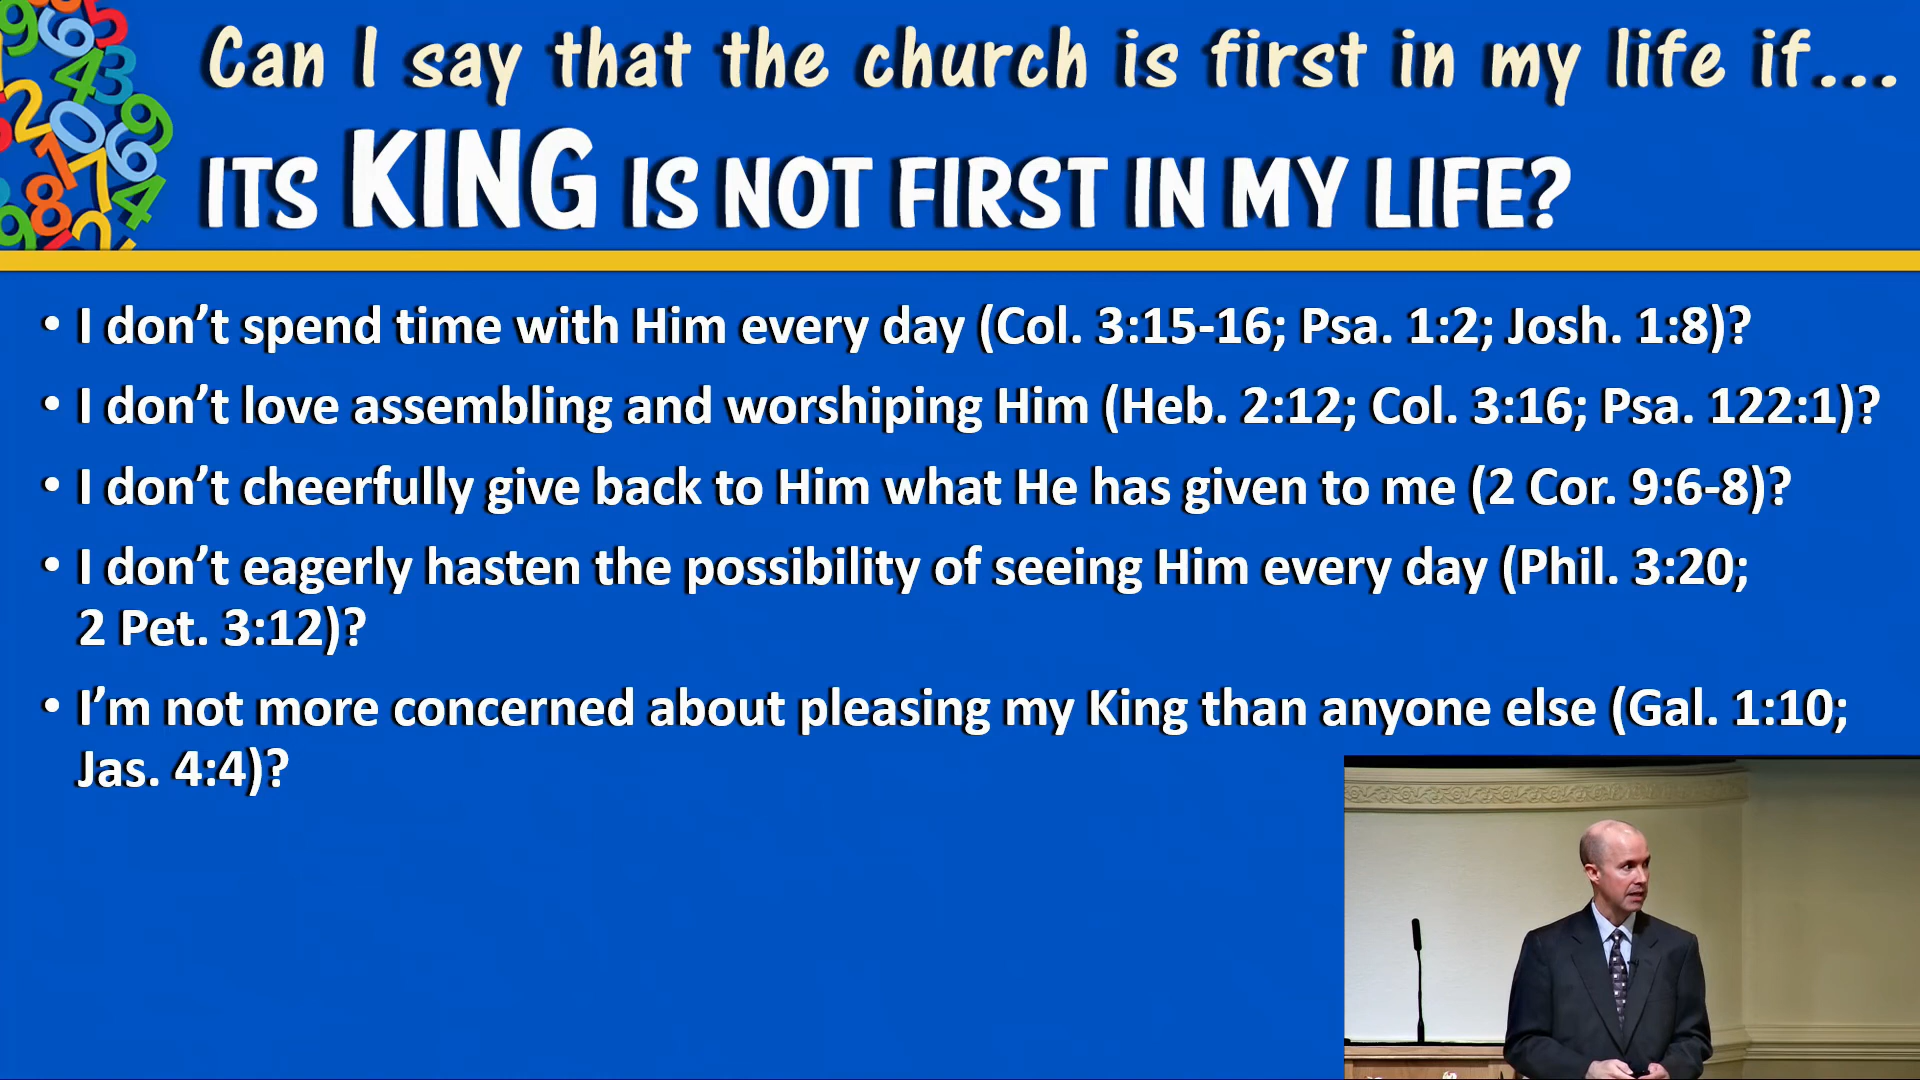 Can I say that the church is first in my life if...
ITS KING IS NOT FIRST IN MY LIFE?
• I don’t spend time with Him every day (Col. 3:15-16; Psa. 1:2; Josh. 1:8)?
• I don’t love assembling and worshiping Him (Heb. 2:12; Col. 3:16; Psa. 122:1)?
• I don’t cheerfully give back to Him what He has given to me (2 Cor. 9:6-8)?
• I don’t eagerly hasten the possibility of seeing Him every day (Phil. 3:20;
2 Pet. 3:12)?
• I’m not more concerned about pleasing my King than anyone else (Gal. 1:10;
Jas. 4:4)?